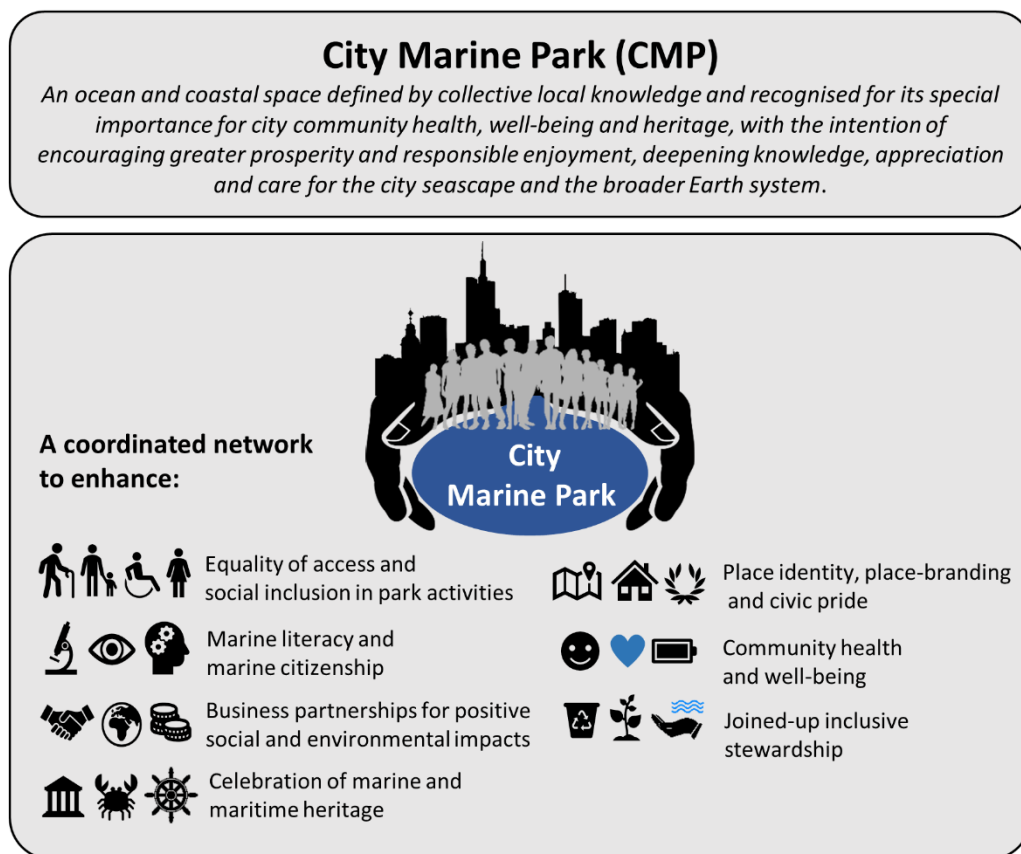 City Marine Park (CMP)
An ocean and coastal space defined by collective local knowledge and recognised for its special
importance for city community health, well-being and heritage, with the intention of
encouraging greater prosperity and responsible enjoyment, deepening knowledge, appreciation
and care for the city seascape and the broader Earth system.
City
Marine Park
A coordinated network
to enhance:
Equality of access and
social inclusion in park activities
Marine literacy and
marine citizenship
Business partnerships for positive
social and environmental impacts
Celebration of marine and
maritime heritage
Place identity, place-branding
and civic pride
Community health
and well-being
Joined-up inclusive
stewardship